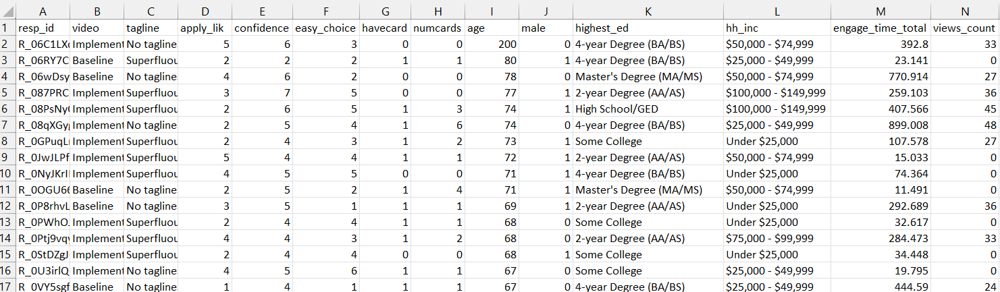 A B C D E F G H I J K L M N
1 resp_id video tagline apply_lik confidence easy_choice havecard numcards age male highest_ed hh_inc engage_time_total views_count
2 R_06C1LX Implement No tagline 5 6 3 0 0 200 0 4-year Degree (BA/BS) $50,000 - $74,999 392.8 33
3 R_06RY7C Baseline Superfluou 2 2 2 1 1 80 1 4-year Degree (BA/BS) $25,000 - $49,999 23.141 0
4 R_06wDsy Baseline No tagline 4 6 2 0 0 78 0 Master's Degree (MA/MS) $50,000 - $74,999 770.914 27
5 R_087PRC Implement Superfluou 3 7 5 0 0 77 1 2-year Degree (AA/AS) $100,000 - $149,999 259.103 36
6 R_08PsNy Implement Superfluou 2 6 5 1 3 74 1 High School/GED $100,000 - $149,999 407.566 45
7 R_08qXGy Implement No tagline 2 5 4 1 6 74 0 4-year Degree (BA/BS) $25,000 - $49,999 899.008 48
8 R_0GPuqL Implement Superfluou 2 4 3 1 2 73 1 Some College Under $25,000 107.578 27
9 R_0JwJLPf Implement Superfluou 5 4 4 1 1 72 1 2-year Degree (AA/AS) $50,000 - $74,999 15.033 0
10 R_0NyJKrI Implement Superfluou 4 5 5 0 0 71 1 4-year Degree (BA/BS) Under $25,000 74.364 0
11 R_0OGU66 Baseline No tagline 2 5 2 1 4 71 1 Master's Degree (MA/MS) $50,000 - $74,999 11.491 0
12 R_0P8rhvL Baseline No tagline 3 5 1 1 1 69 1 2-year Degree (AA/AS) Under $25,000 292.689 36
13 R_0PWhO Implement Superfluou 2 4 4 1 1 68 0 Some College Under $25,000 32.617 0
14 R_0Ptj9vq Implement Superfluou 4 4 3 1 2 68 0 2-year Degree (AA/AS) $75,000 - $99,999 284.473 33
15 R_0StDZgJ Implement Superfluou 2 4 4 0 0 68 1 Some College Under $25,000 34.448 0
16 R_0U3irlQ Implement No tagline 4 5 6 1 1 67 0 Some College $25,000 - $49,999 19.795 0
17 R_0VY5sgf Baseline No tagline 1 4 1 1 1 67 0 4-year Degree (BA/BS) $25,000 - $49,999 444.59 24